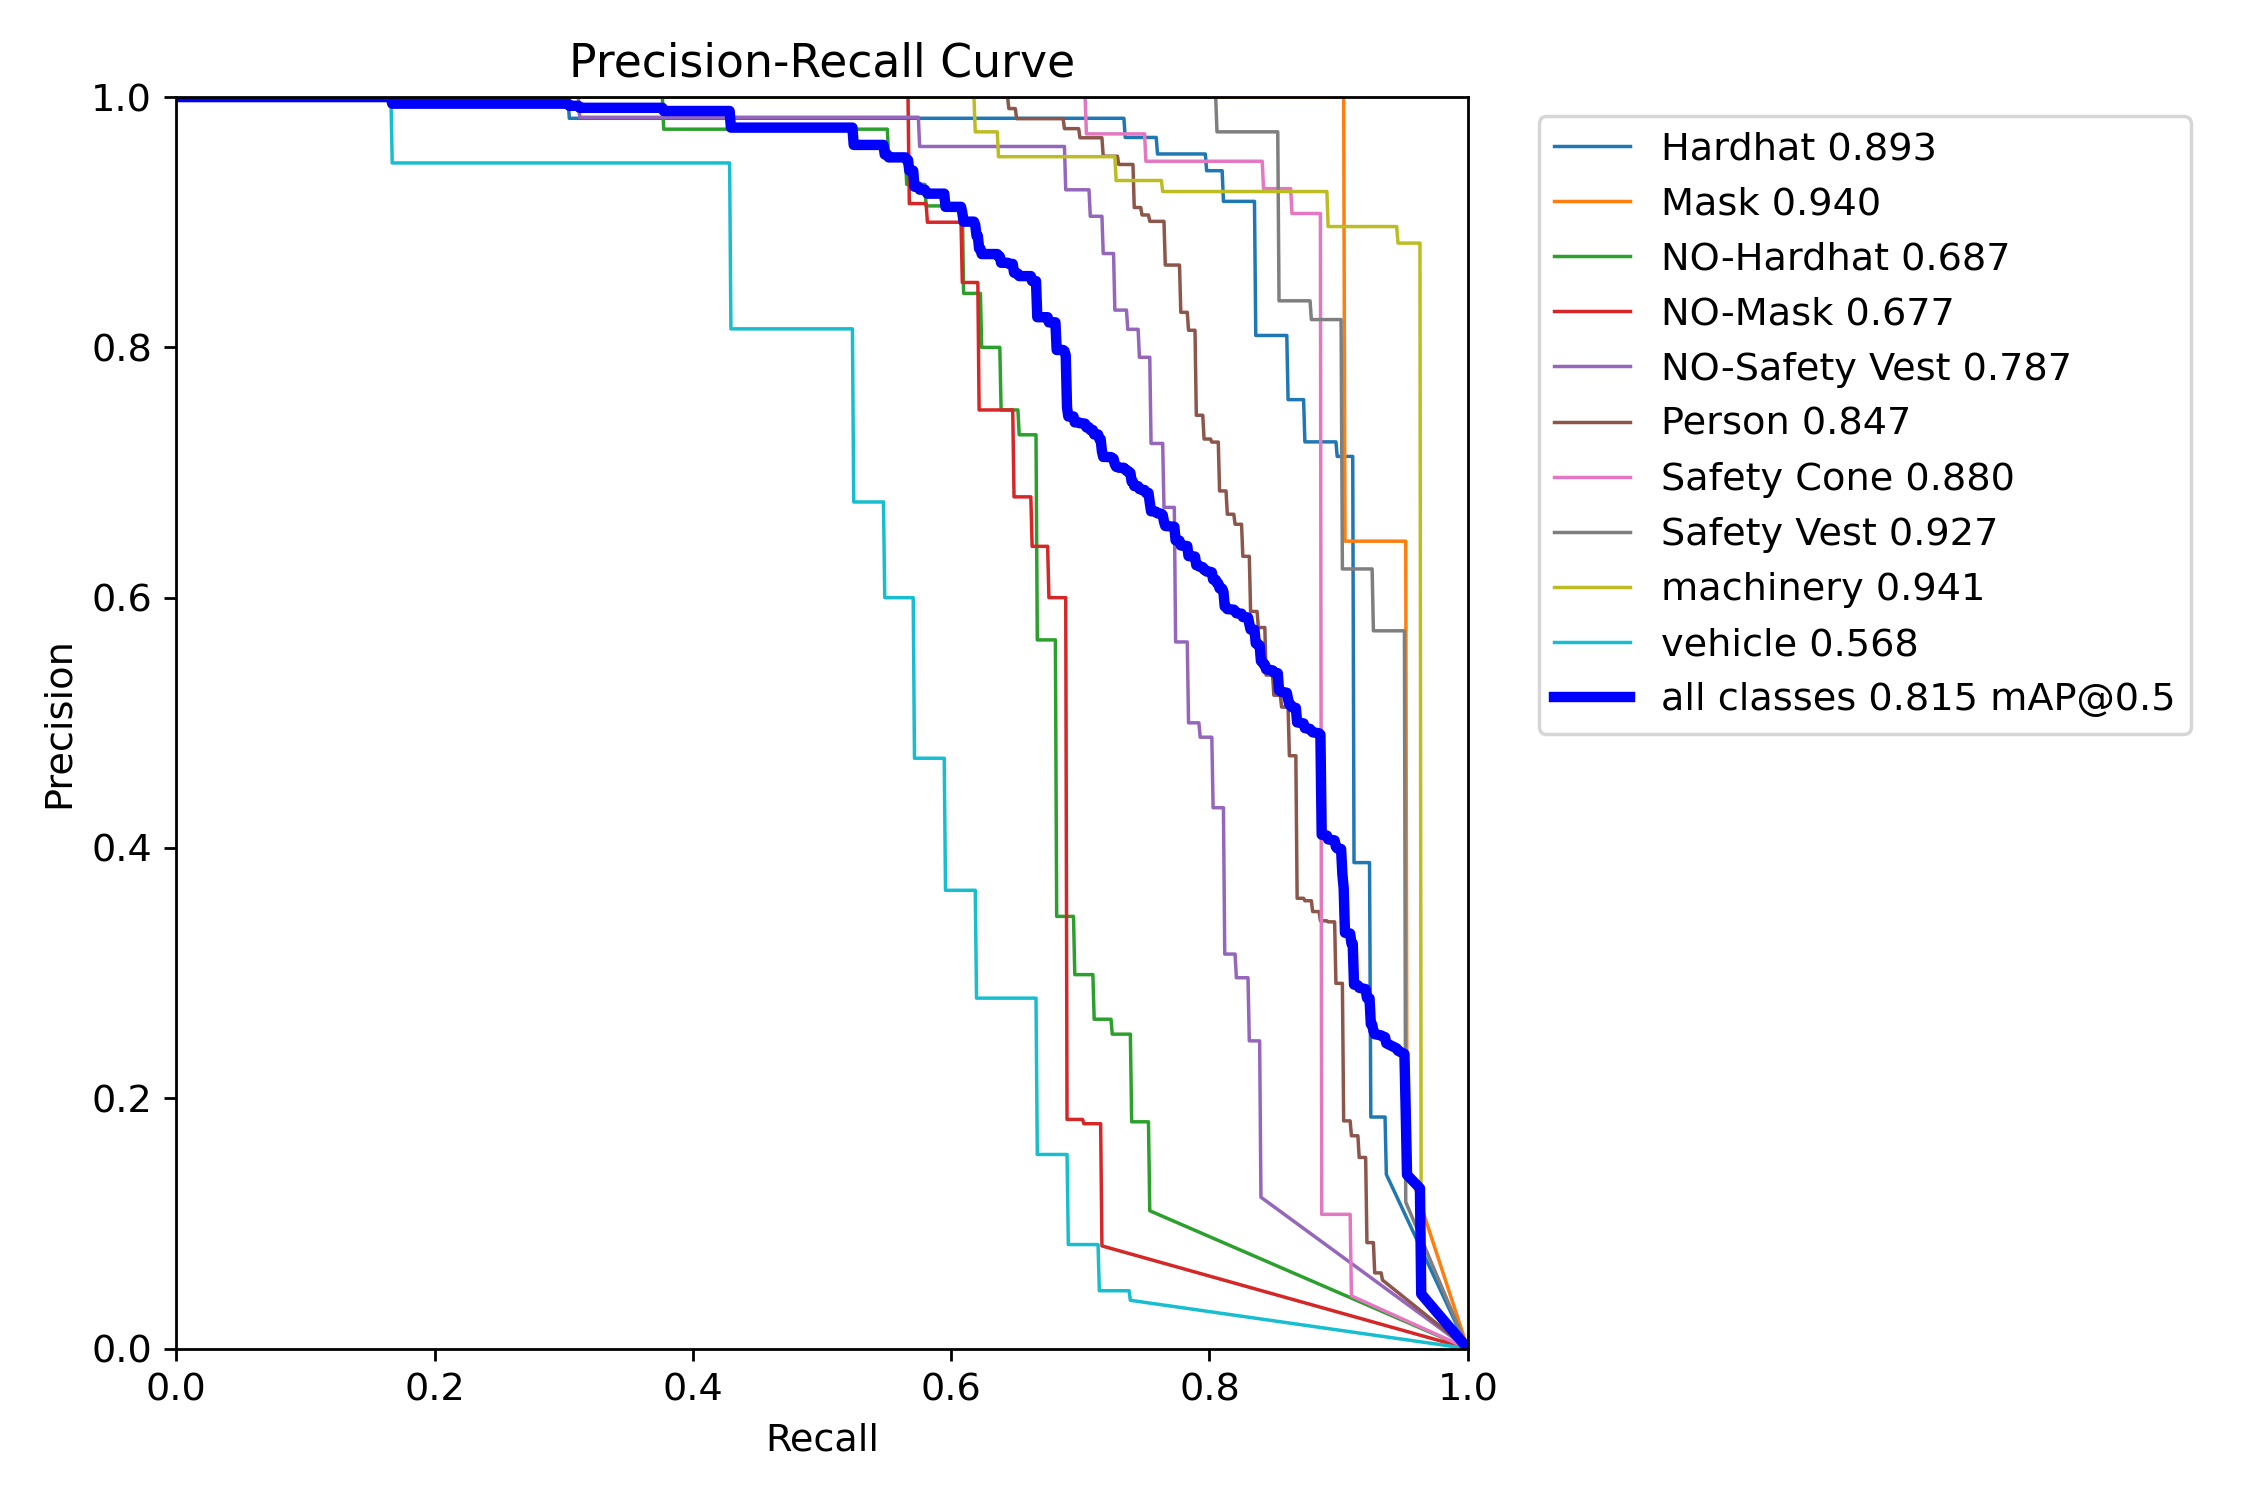 Precision-Recall Curve
1.0
0.8
0.6
0.4
0.2
0.0
Precision
0.0 0.2 0.4 0.6 0.8 1.0
Recall
Hardhat 0.893
Mask 0.940
NO-Hardhat 0.687
NO-Mask 0.677
NO-Safety Vest 0.787
Person 0.847
Safety Cone 0.880
Safety Vest 0.927
machinery 0.941
vehicle 0.568
all classes 0.815 mAP@0.5